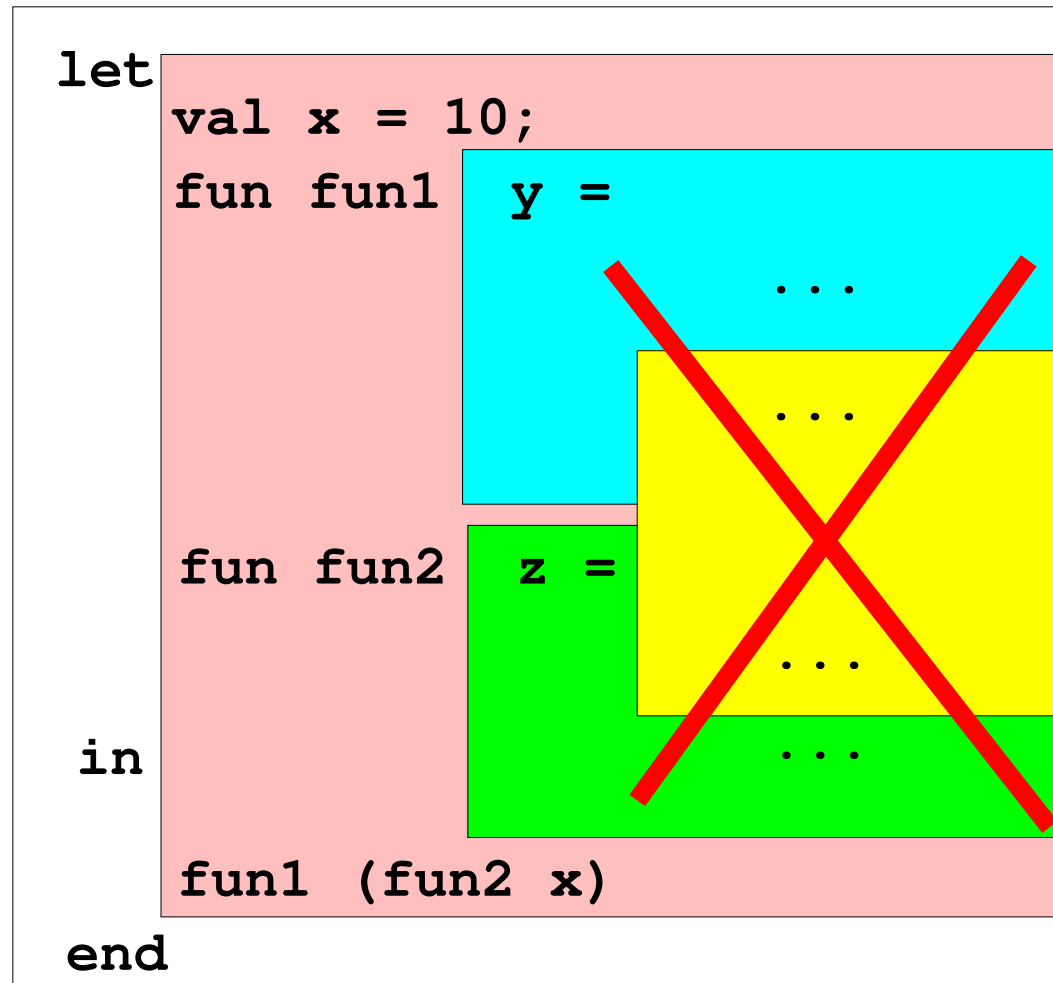 let
val x = 10;
fun fun1 y =
...
...
fun fun2 z =
...
in
...
fun1 (fun2 x)
end